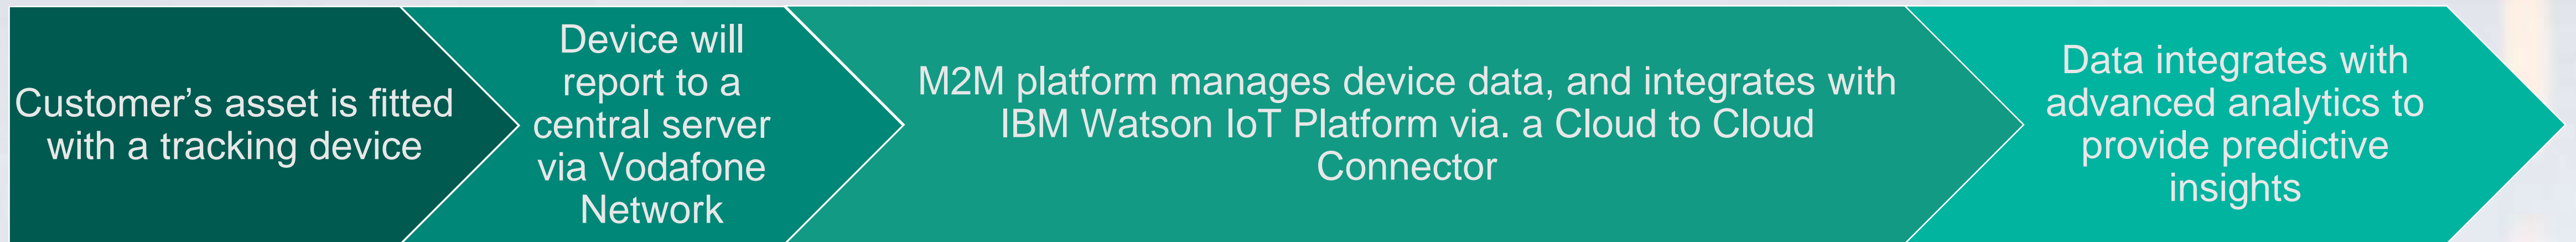 Customer’s asset is fitted
with a tracking device
Device will
report to a
central server
via Vodafone
Network
M2M platform manages device data, and integrates with
IBM Watson IoT Platform via. a Cloud to Cloud
Connector
Data integrates with
advanced analytics to
provide predictive
insights